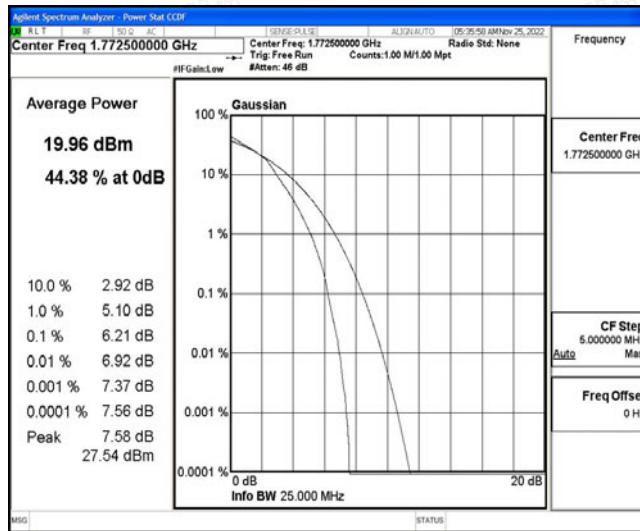 Agilent Spectrum Analyzer - Power Stat CCDF
R L T RF 50 Ω AC SENSE:PULSE ALIGN AUTO 05:35:58 AM Nov 25, 2022
Center Freq 1.772500000 GHz
Center Freq: 1.772500000 GHz Radio Std: None
Trig: Free Run Counts:1.00 M/1.00 Mpt
#IFGain:Low #Atten: 46 dB
Frequency
Average Power
19.96 dBm
44.38 % at 0dB
10.0 % 2.92 dB
1.0 % 5.10 dB
0.1 % 6.21 dB
0.01 % 6.92 dB
0.001 % 7.37 dB
0.0001 % 7.56 dB
Peak 7.58 dB
27.54 dBm
Gaussian
100 %
10 %
1 %
0.1 %
0.01 %
0.001 %
0.0001 %
0 dB 20 dB
Info BW 25.000 MHz
Center Fre
1.772500000 GH
CF Step
5.000000 MH
Auto Ma
Freq Offse
0 H
MSG STATUS